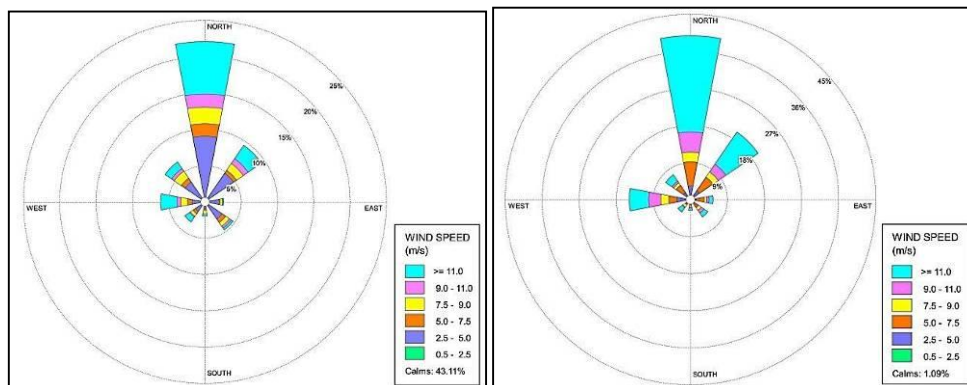 NORTH
25%
20%
15%
10%
5%
WEST
EAST
SOUTH
WIND SPEED
(m/s)
>= 11.0
9.0 - 11.0
7.5 - 9.0
5.0 - 7.5
2.5 - 5.0
0.5 - 2.5
Calms: 43.11%
NORTH
45%
36%
27%
18%
9%
WEST
EAST
SOUTH
WIND SPEED
(m/s)
>= 11.0
9.0 - 11.0
7.5 - 9.0
5.0 - 7.5
2.5 - 5.0
0.5 - 2.5
Calms: 1.09%